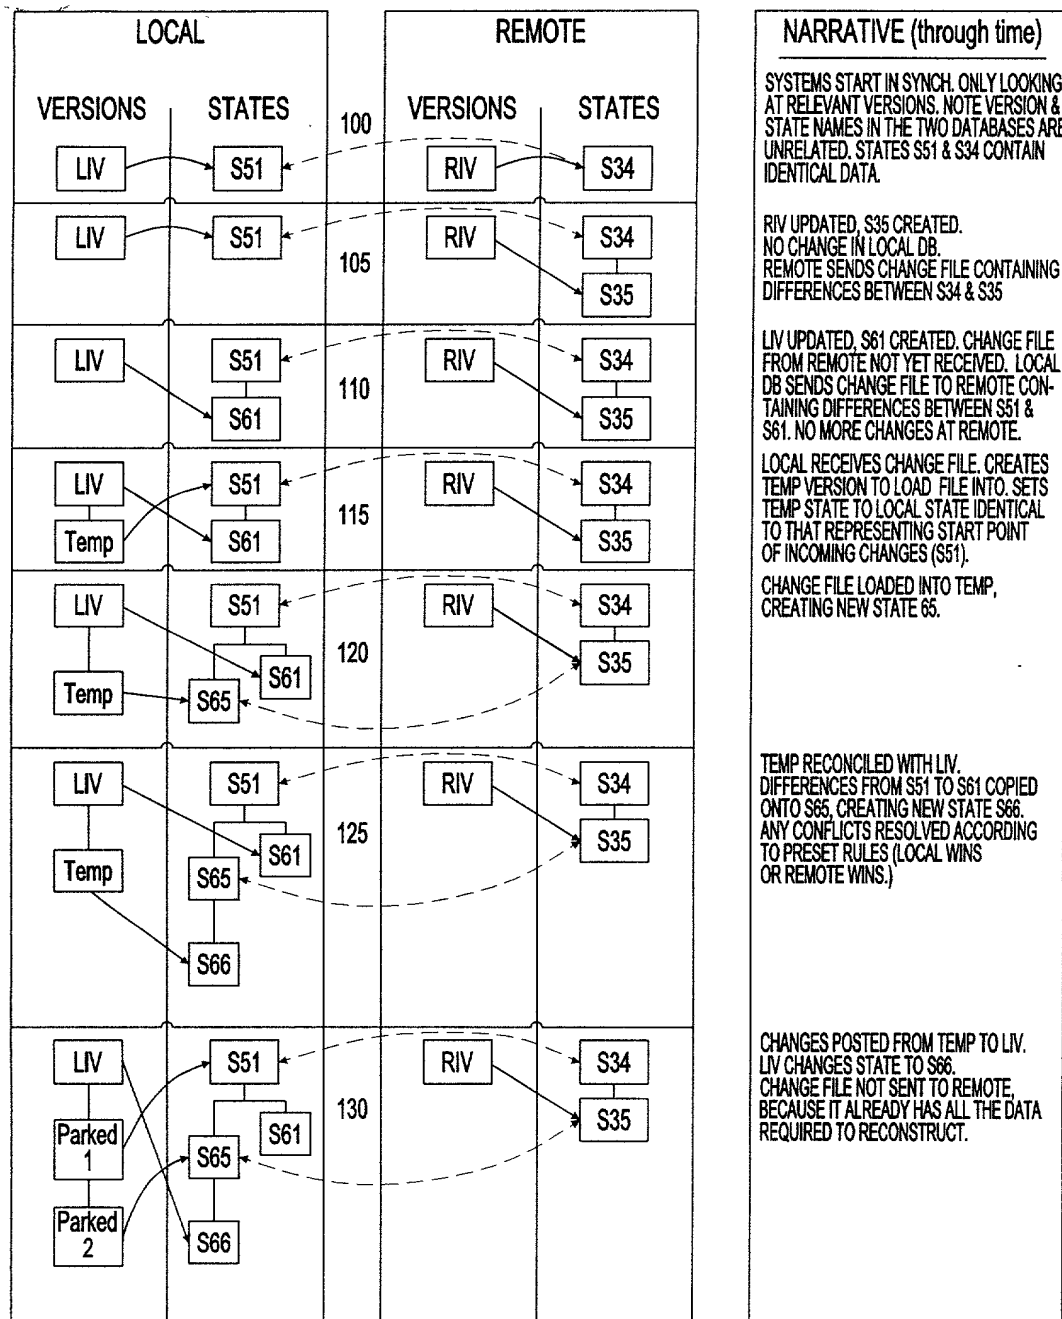 LOCAL
REMOTE
NARRATIVE (through time)
VERSIONS
STATES
100
VERSIONS
STATES
LIV
S51
RIV
S34
SYSTEMS START IN SYNCH. ONLY LOOKING
AT RELEVANT VERSIONS. NOTE VERSION &
STATE NAMES IN THE TWO DATABASES ARE
UNRELATED. STATES S51 & S34 CONTAIN
IDENTICAL DATA.
LIV
S51
105
RIV
S34
S35
RIV UPDATED, S35 CREATED.
NO CHANGE IN LOCAL DB.
REMOTE SENDS CHANGE FILE CONTAINING
DIFFERENCES BETWEEN S34 & S35
LIV
S51
S61
110
RIV
S34
S35
LIV UPDATED, S61 CREATED. CHANGE FILE
FROM REMOTE NOT YET RECEIVED. LOCAL
DB SENDS CHANGE FILE TO REMOTE CON-
TAINING DIFFERENCES BETWEEN S51 &
S61. NO MORE CHANGES AT REMOTE.
LIV
Temp
S51
S61
115
RIV
S34
S35
LOCAL RECEIVES CHANGE FILE. CREATES
TEMP VERSION TO LOAD FILE INTO. SETS
TEMP STATE TO LOCAL STATE IDENTICAL
TO THAT REPRESENTING START POINT
OF INCOMING CHANGES (S51).
LIV
Temp
S51
S61
S65
120
RIV
S34
S35
CHANGE FILE LOADED INTO TEMP,
CREATING NEW STATE 65.
LIV
Temp
S51
S61
S65
S66
125
RIV
S34
S35
TEMP RECONCILED WITH LIV.
DIFFERENCES FROM S51 TO S61 COPIED
ONTO S65, CREATING NEW STATE S66.
ANY CONFLICTS RESOLVED ACCORDING
TO PRESET RULES (LOCAL WINS
OR REMOTE WINS.)
LIV
Parked
1
Parked
2
S51
S61
S65
S66
130
RIV
S34
S35
CHANGES POSTED FROM TEMP TO LIV.
LIV CHANGES STATE TO S66.
CHANGE FILE NOT SENT TO REMOTE,
BECAUSE IT ALREADY HAS ALL THE DATA
REQUIRED TO RECONSTRUCT.